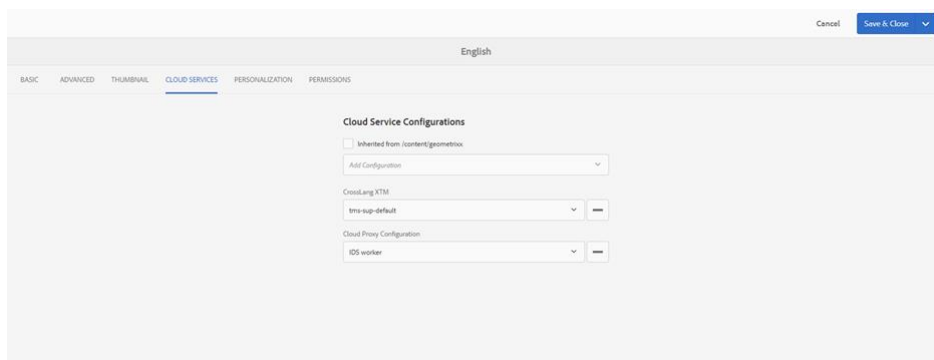 Cancel
Save & Close
English
BASIC ADVANCED THUMBNAIL CLOUD SERVICES PERSONALIZATION PERMISSIONS
Cloud Service Configurations
Inherited from /content/geometrixx
Add Configuration
CrossLang XTM
tms-sup-default
Cloud Proxy Configuration
IDS worker